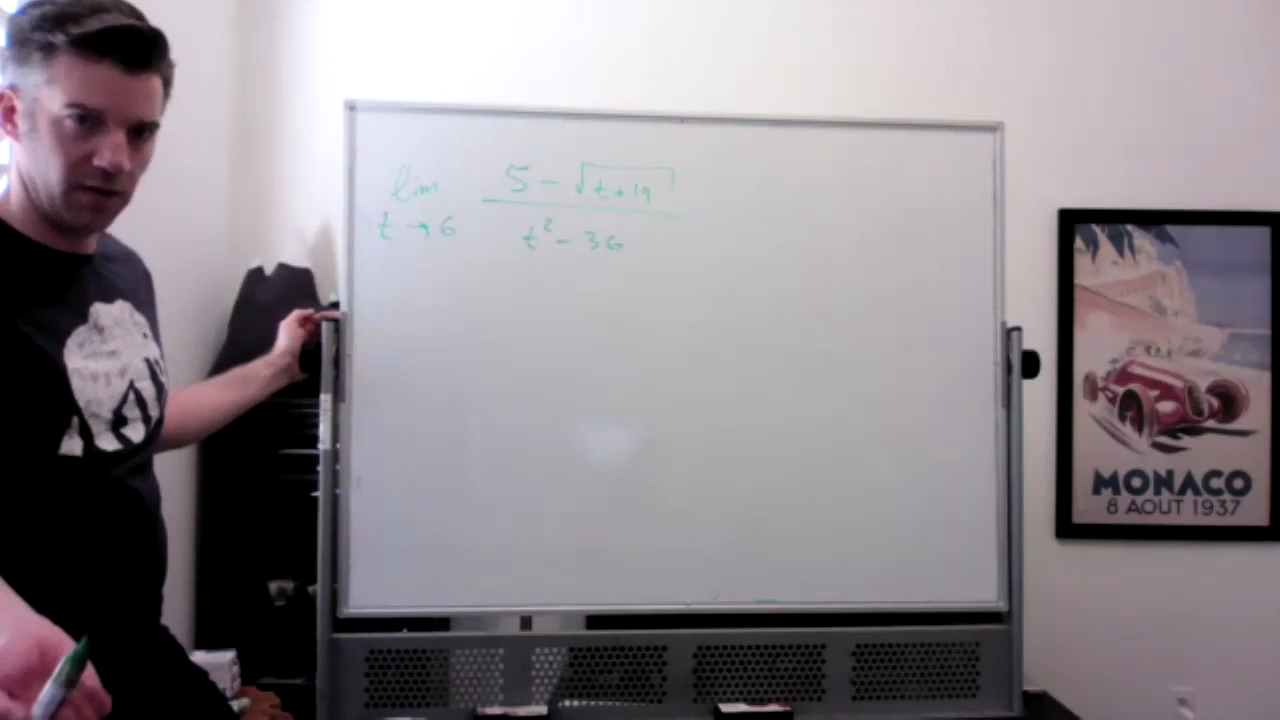 lim 5 - √t+19
t → 6 t² - 36
MONACO
8 AOUT 1937